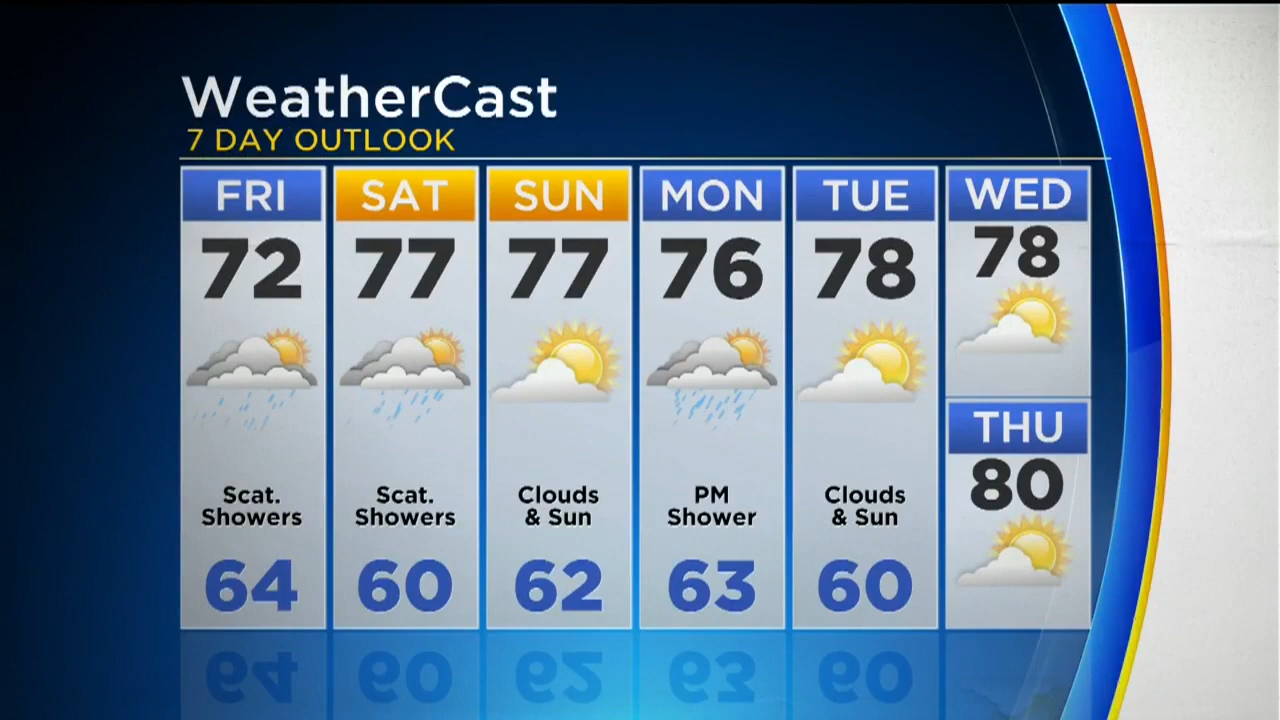 WeatherCast
7 DAY OUTLOOK
FRI
72
Scat.
Showers
64
SAT
77
Scat.
Showers
60
SUN
77
Clouds
& Sun
62
MON
76
PM
Shower
63
TUE
78
Clouds
& Sun
60
WED
78
THU
80